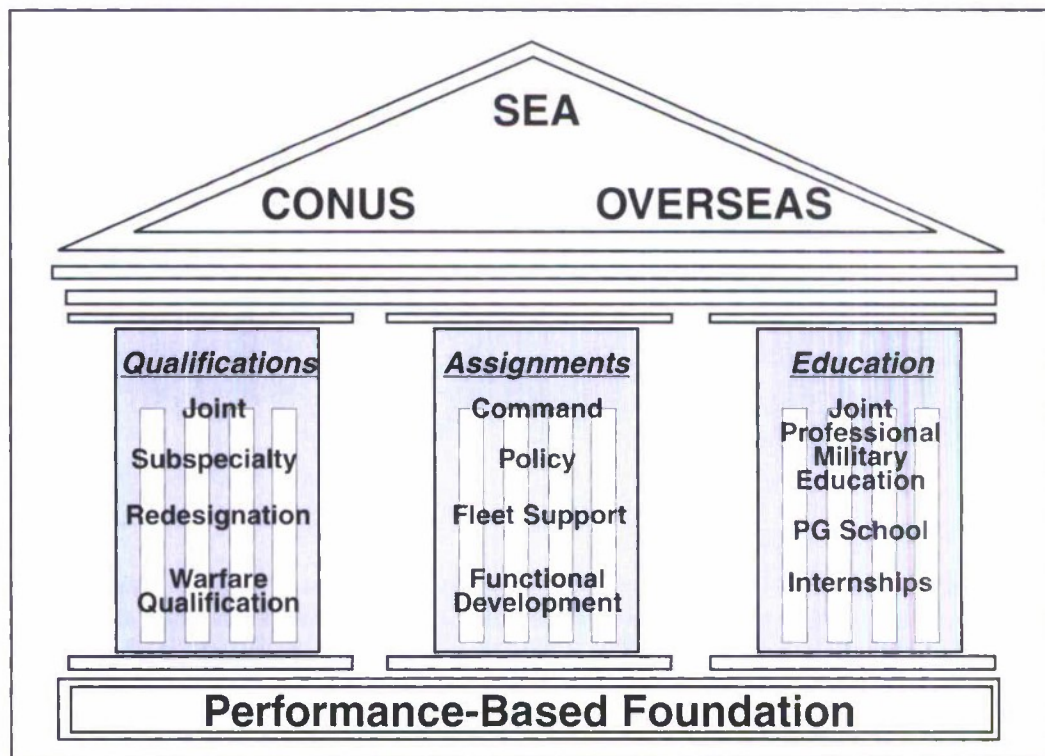 SEA
CONUS OVERSEAS
Qualifications
Joint
Subspecialty
Redesignation
Warfare
Qualification
Assignments
Command
Policy
Fleet Support
Functional
Development
Education
Joint
Professional
Military
Education
PG School
Internships
Performance-Based Foundation